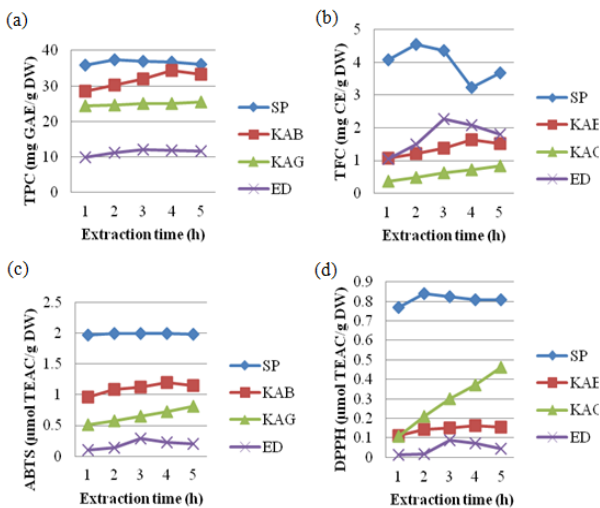 (a)
TPC (mg GAE/g DW)
40
30
20
10
0
1 2 3 4 5
Extraction time (h)
SP
KAB
KAG
ED
(b)
TFC (mg CE/g DW)
5
4
3
2
1
0
1 2 3 4 5
Extraction time (h)
SP
KAB
KAG
ED
(c)
ABTS (µmol TEAC/g DW)
2.5
2
1.5
1
0.5
0
1 2 3 4 5
Extraction time (h)
SP
KAB
KAG
ED
(d)
DPPH (µmol TEAC/g DW)
0.9
0.8
0.7
0.6
0.5
0.4
0.3
0.2
0.1
0
1 2 3 4 5
Extraction time (h)
SP
KAB
KAG
ED